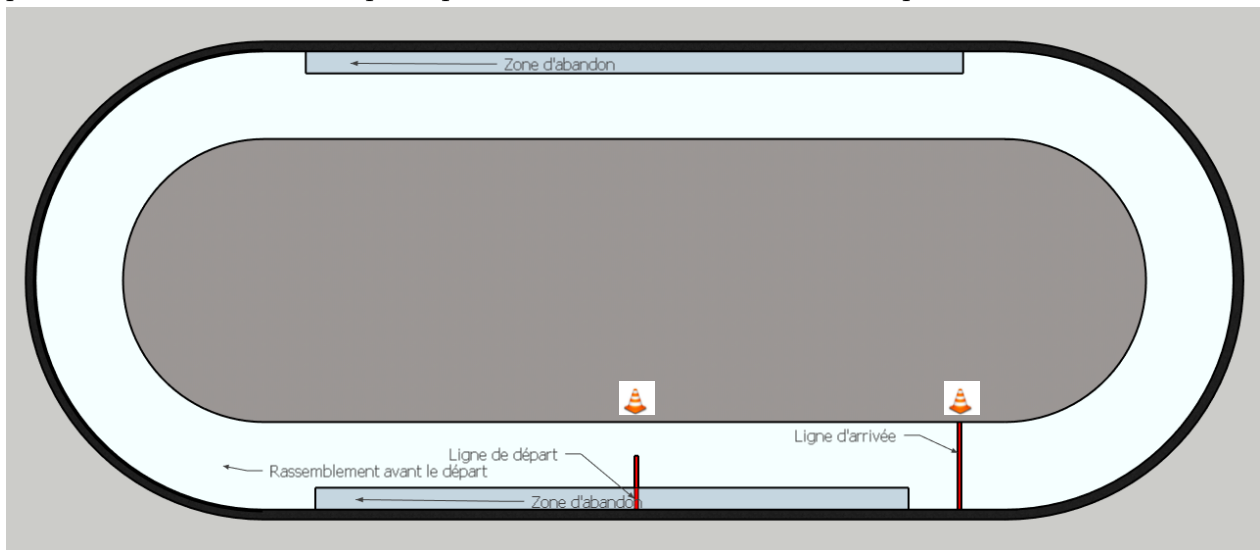 Zone d'abandon
Ligne d'arrivée
Ligne de départ
Rassemblement avant le départ
Zone d'abandon